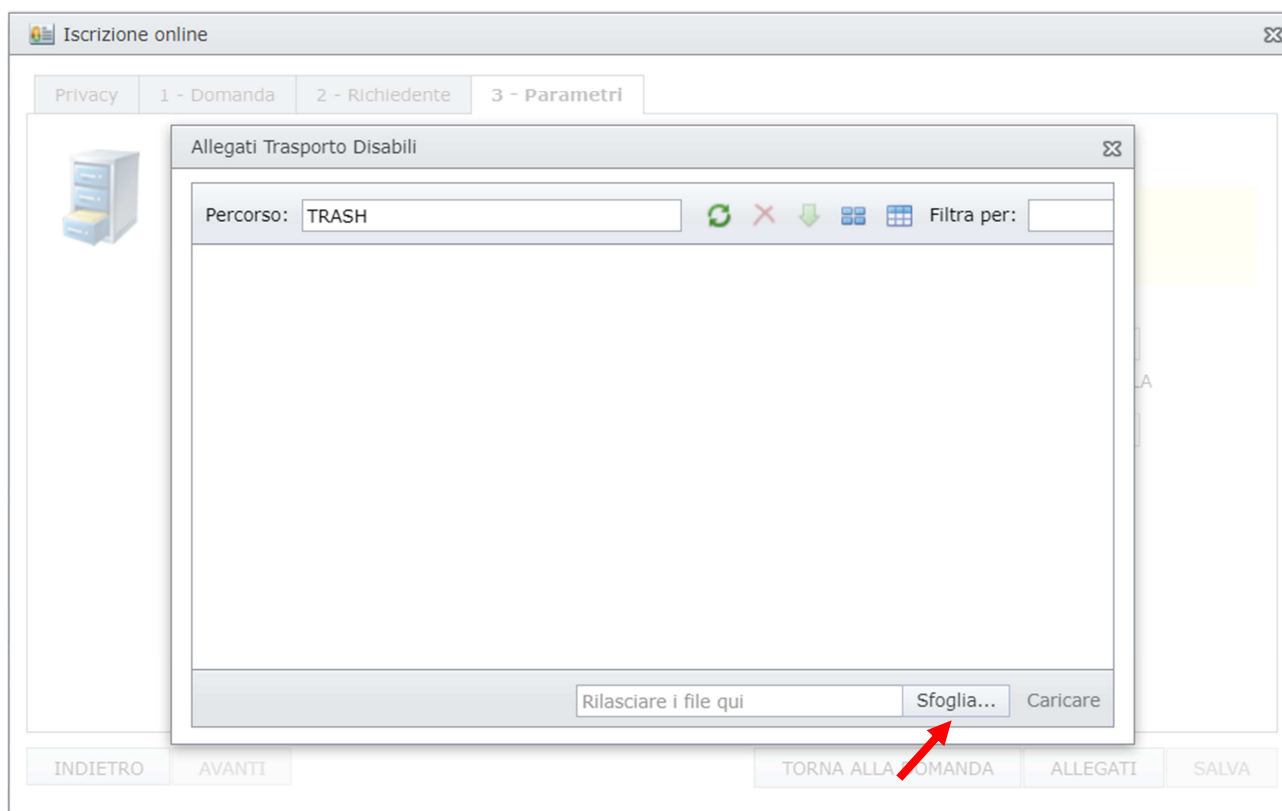 Iscrizione online
Privacy 1 - Domanda 2 - Richiedente 3 - Parametri
Allegati Trasporto Disabili
Percorso: TRASH Filtra per:
LA
Rilasciare i file qui Sfoglia... Caricare
INDIETRO AVANTI TORNA ALLA DOMANDA ALLEGATI SALVA